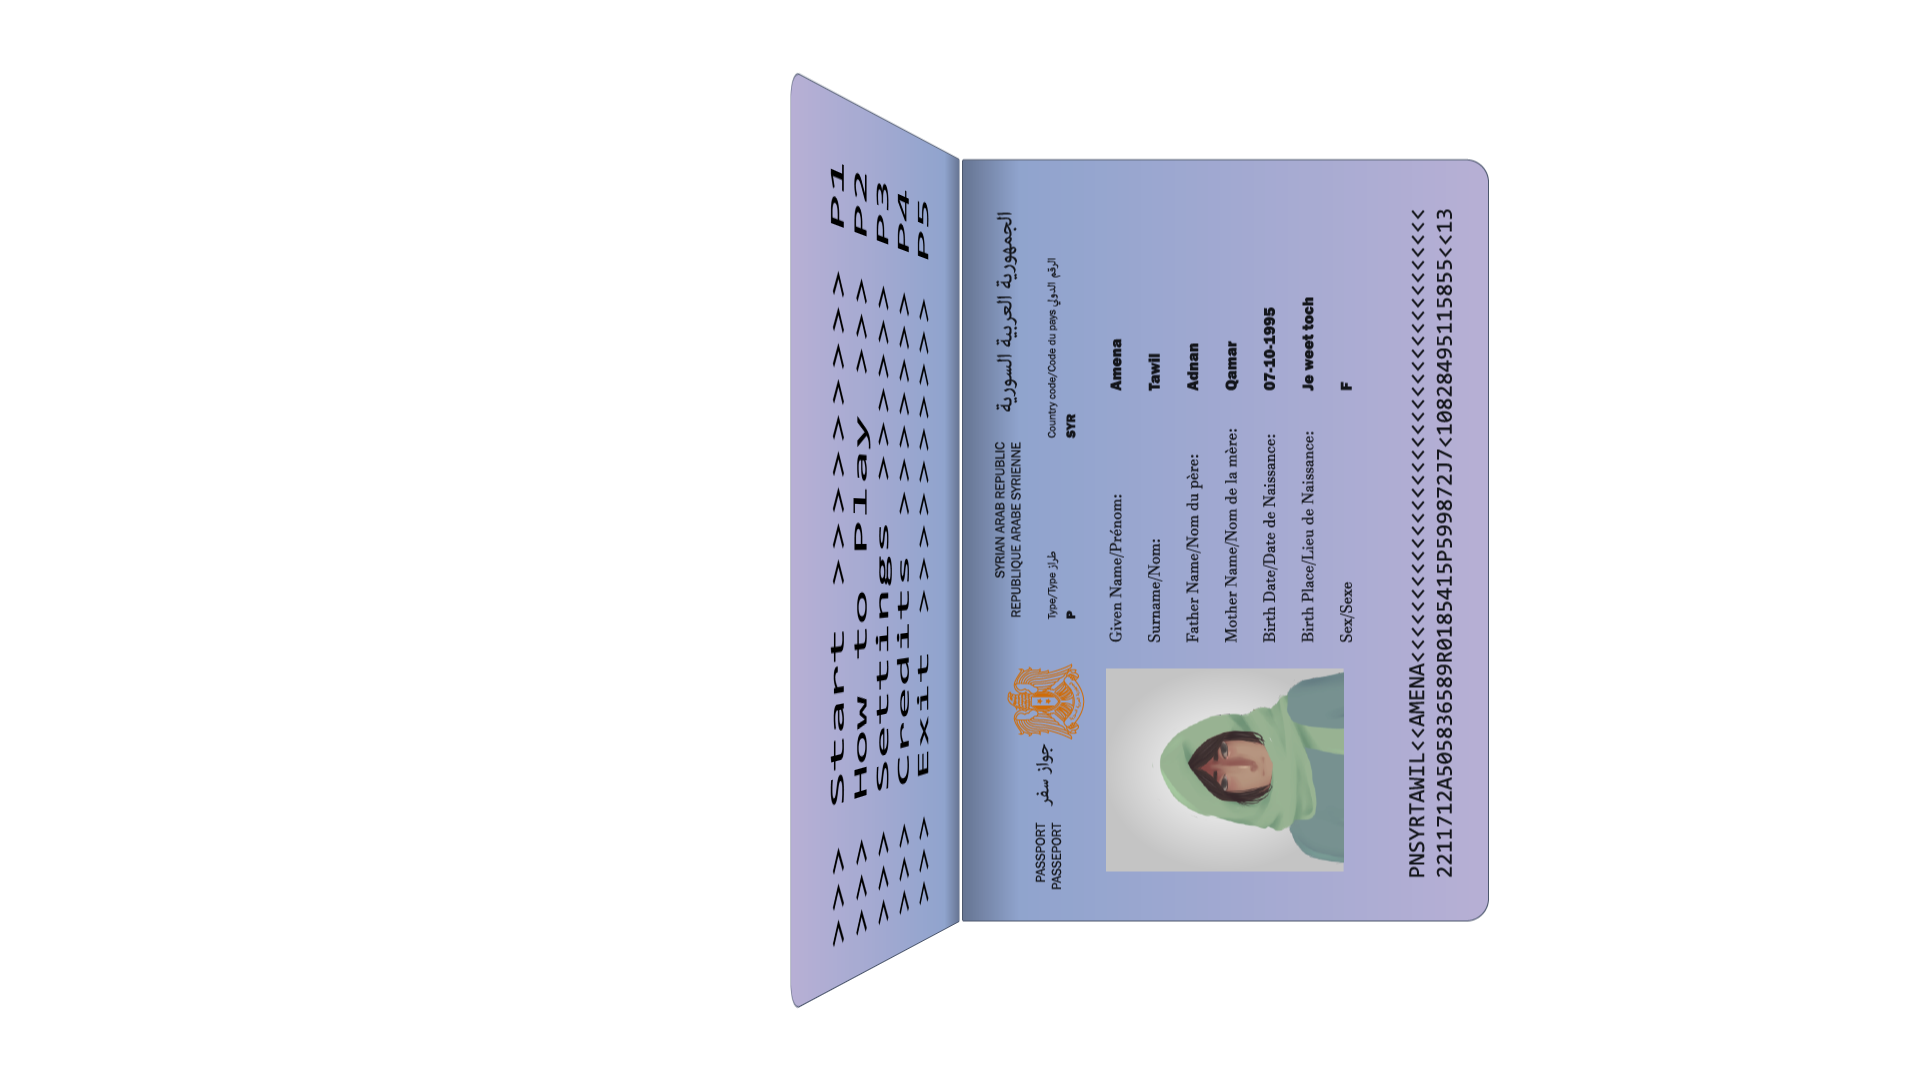 >>> Start >>>>>>>>> P1
>>> How to Play >>> P2
>>> Settings >>>>>> P3
>>>> Credits >>>>>>>> P4
>>> Exit >>>>>>>>>>> P5
SYRIAN ARAB REPUBLIC
REPUBLIQUE ARABE SYRIENNE
الجمهورية العربية السورية
PASSPORT
PASSEPORT
جواز سفر
Type/Type طراز
P
Country code/Code du pays الرقم الدولي
SYR
Given Name/Prénom: Amena
Surname/Nom: Tawil
Father Name/Nom du père: Adnan
Mother Name/Nom de la mère: Qamar
Birth Date/Date de Naissance: 07-10-1995
Birth Place/Lieu de Naissance: Je weet toch
Sex/Sexe F
PNSYRTAWIL<<AMENA<<<<<<<<<<<<<<<<<<<<<<<<<<<<<<<<<<<
2211712A505836589R0185415P599872J7<1082849511585​5<<13